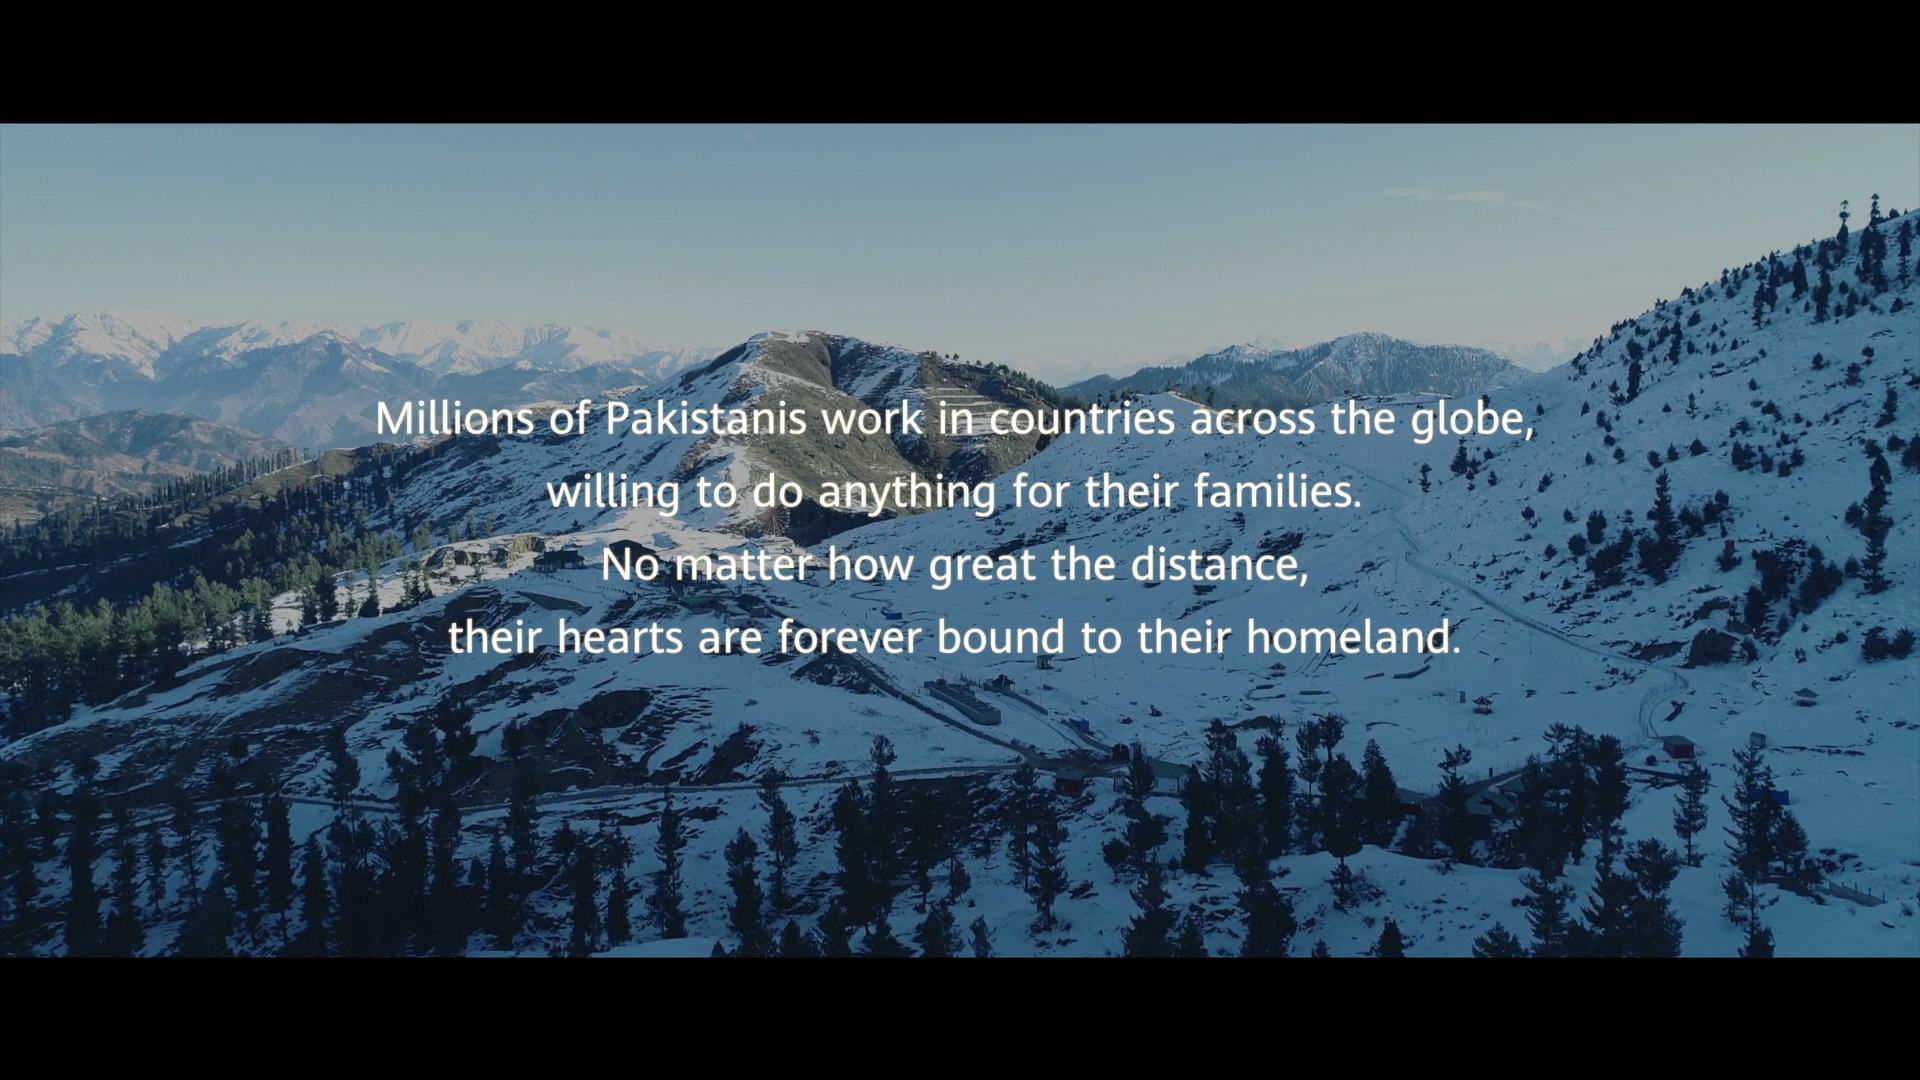 Millions of Pakistanis work in countries across the globe,
willing to do anything for their families.
No matter how great the distance,
their hearts are forever bound to their homeland.